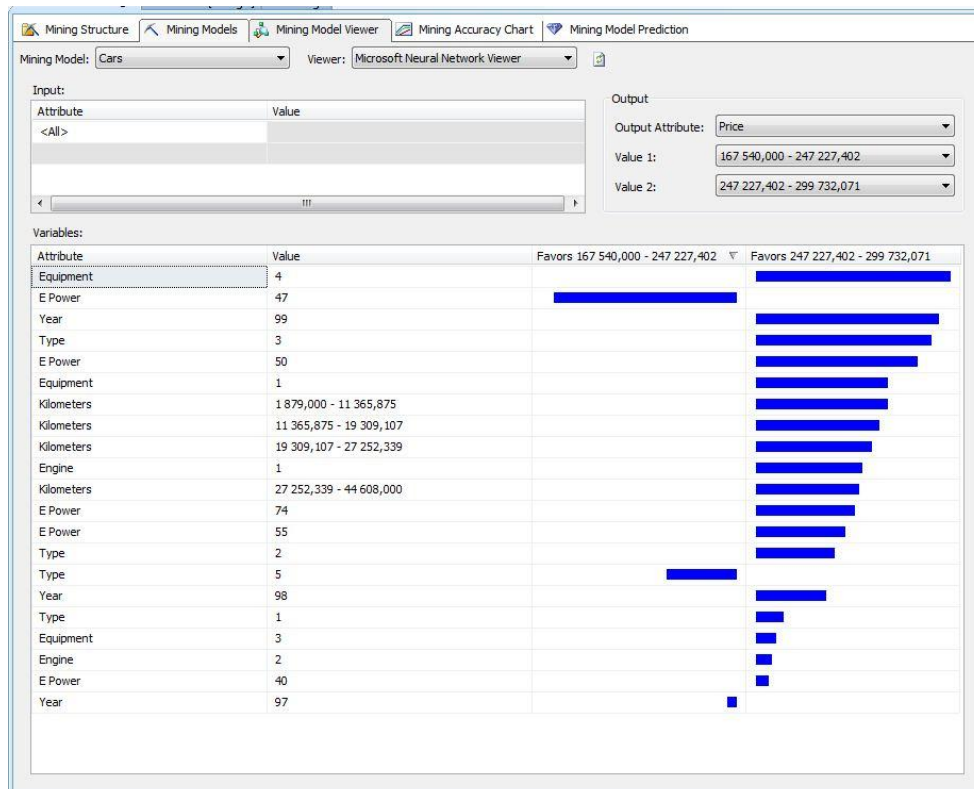 Mining Structure Mining Models Mining Model Viewer Mining Accuracy Chart Mining Model Prediction
Mining Model: Cars Viewer: Microsoft Neural Network Viewer
Input:
Attribute Value
<All>
Output
Output Attribute: Price
Value 1: 167 540,000 - 247 227,402
Value 2: 247 227,402 - 299 732,071
Variables:
Attribute Value Favors 167 540,000 - 247 227,402 Favors 247 227,402 - 299 732,071
Equipment 4
E Power 47
Year 99
Type 3
E Power 50
Equipment 1
Kilometers 1 879,000 - 11 365,875
Kilometers 11 365,875 - 19 309,107
Kilometers 19 309,107 - 27 252,339
Engine 1
Kilometers 27 252,339 - 44 608,000
E Power 74
E Power 55
Type 2
Type 5
Year 98
Type 1
Equipment 3
Engine 2
E Power 40
Year 97